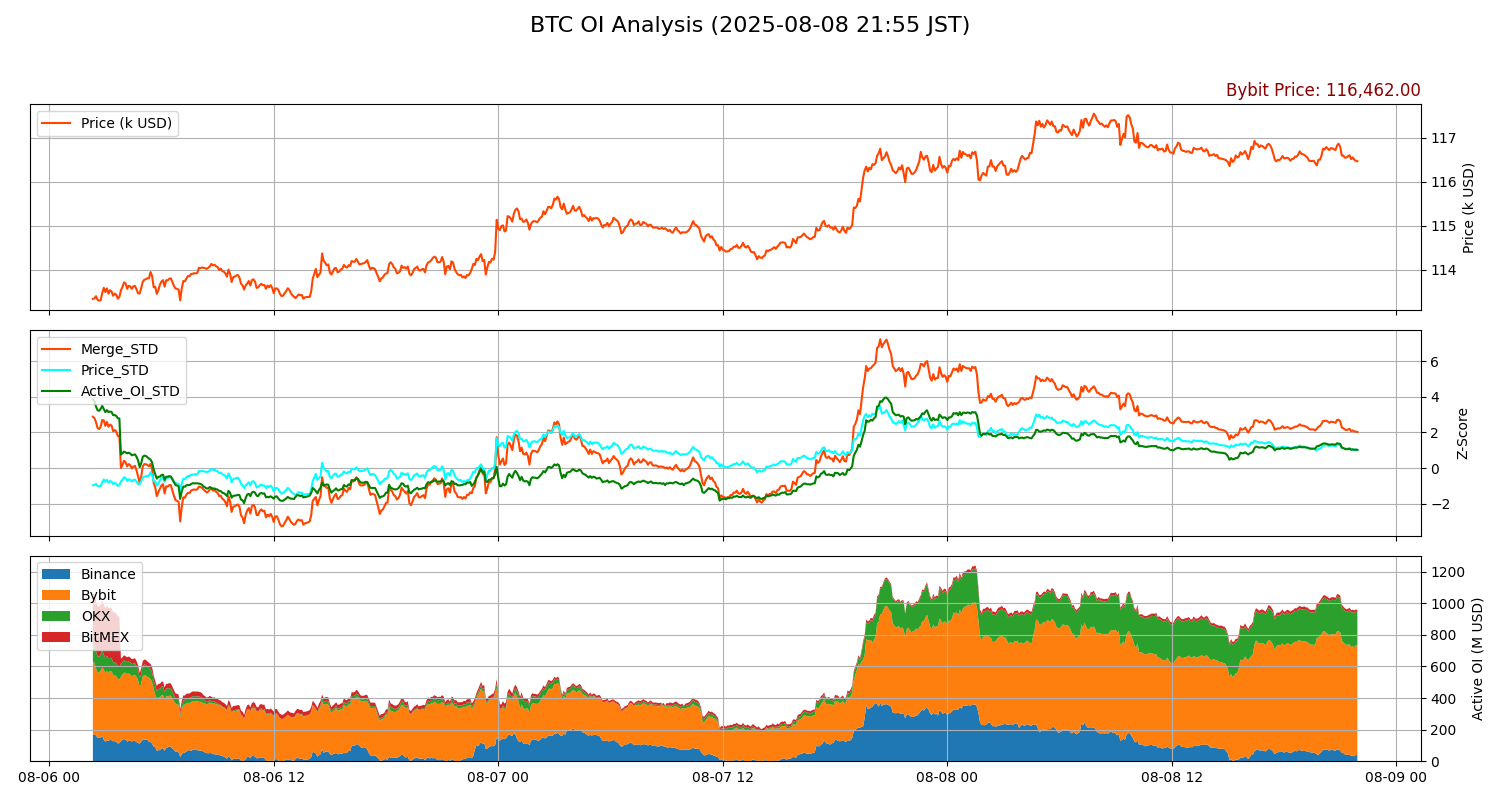 BTC OI Analysis (2025-08-08 21:55 JST)
Bybit Price: 116,462.00
Price (k USD)
117
116
115
114
Price (k USD)
Merge_STD
Price_STD
Active_OI_STD
6
4
2
0
−2
Z-Score
Binance
Bybit
OKX
BitMEX
1200
1000
800
600
400
200
0
Active OI (M USD)
08-06 00
08-06 12
08-07 00
08-07 12
08-08 00
08-08 12
08-09 00